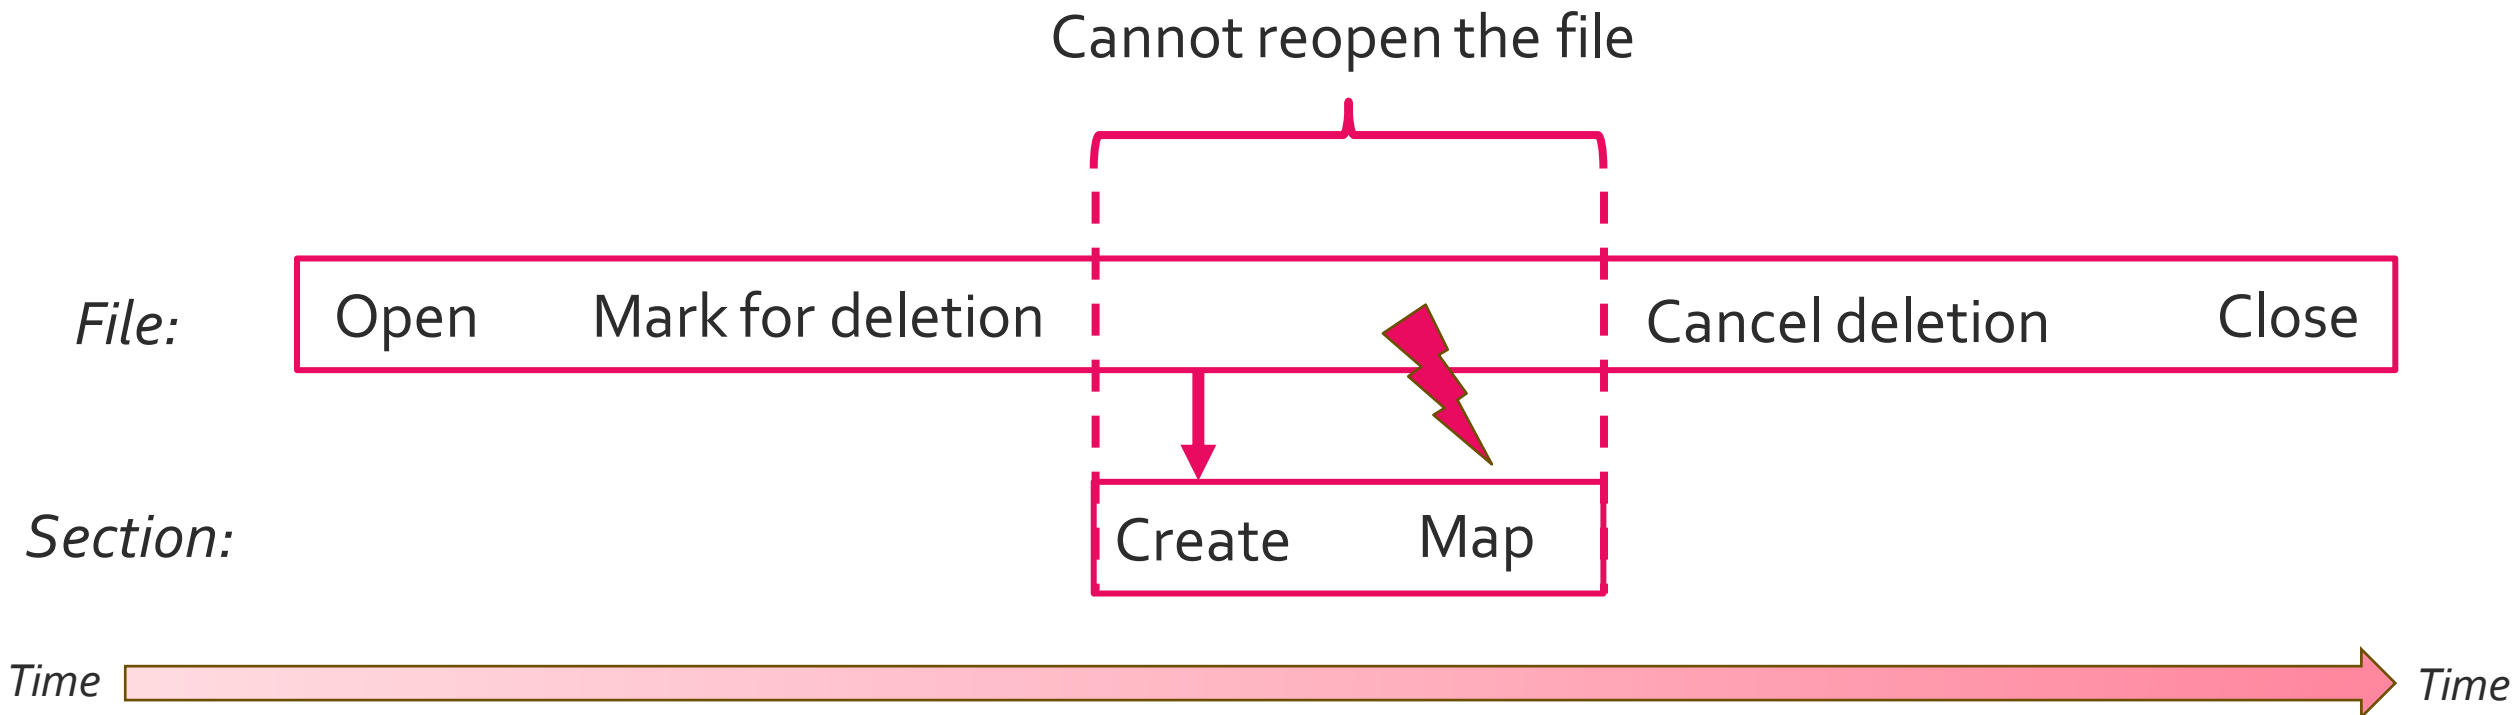 Cannot reopen the file
File:
Open
Mark for deletion
Cancel deletion
Close
Section:
Create
Map
Time
Time